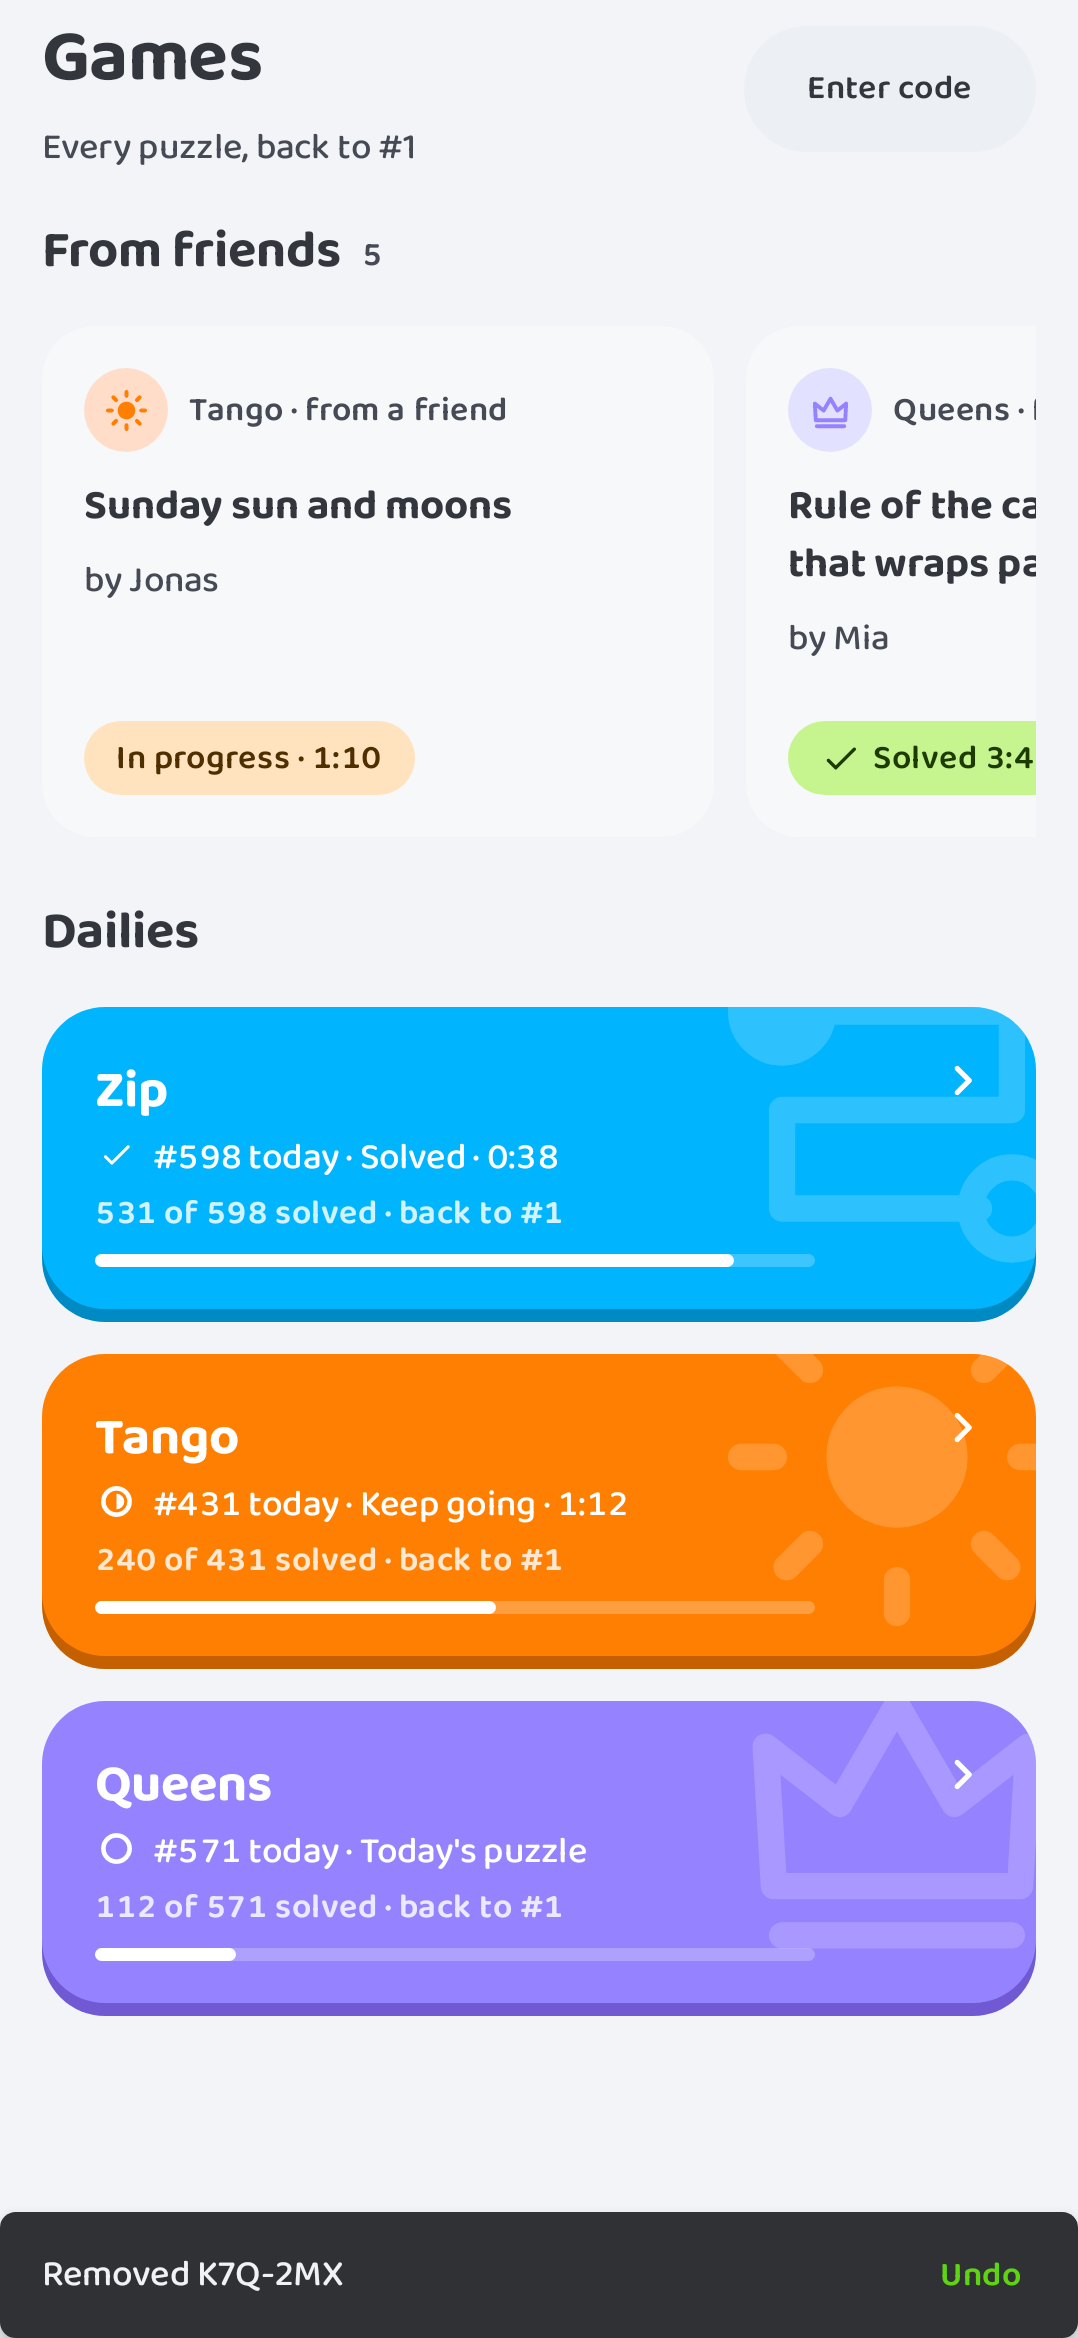 Games
Enter code
Every puzzle, back to #1
From friends 5
Tango · from a friend
Sunday sun and moons
by Jonas
In progress · 1:10
Queens ·
Rule of the
that wraps
by Mia
Solved
Dailies
Zip
#598 today · Solved · 0:38
531 of 598 solved · back to #1
Tango
#431 today · Keep going · 1:12
240 of 431 solved · back to #1
Queens
#571 today · Today's puzzle
112 of 571 solved · back to #1
Removed K7Q-2MX
Undo